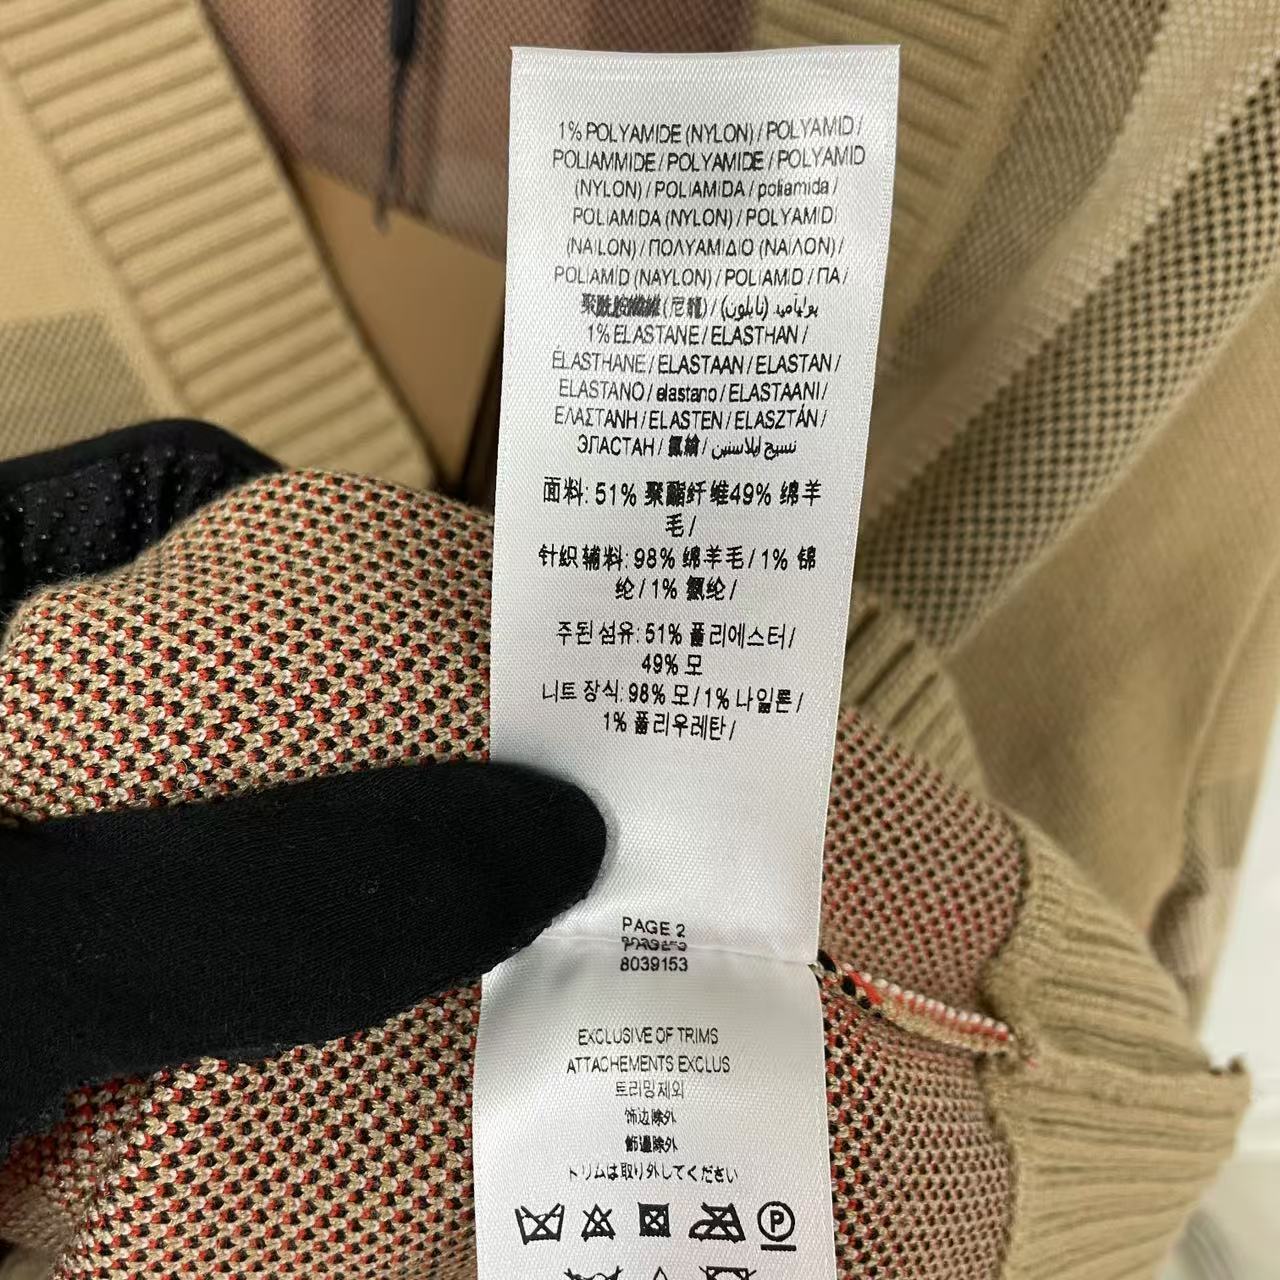 1% POLYAMIDE (NYLON) / POLYAMID /
POLIAMMIDE / POLYAMIDE / POLYAMID
(NYLON) / POLIAMIDA / poliamida /
POLIAMIDA (NYLON) / POLYAMIDI
(NAILON) / ΠΟΛΥΑΜΙΔΙΟ (ΝΑΪΛΟΝ) /
POLIAMID (NAYLON) / POLIAMID / ПА /
聚酰胺纖維 (尼龍) / بولياميد (نايلون)
1% ELASTANE / ELASTHAN /
ÉLASTHANE / ELASTAAN / ELASTAN /
ELASTANO / elastano / ELASTAANI /
ΕΛΑΣΤΑΝΗ / ELASTEN / ELASZTÁN /
ЭЛАСТАН / 氨綸 / نسيج إيلاستين
面料: 51% 聚酯纤维49% 绵羊
毛 /
针织辅料: 98% 绵羊毛 / 1% 锦
纶 / 1% 氨纶 /
주된 섬유: 51% 폴리에스터 /
49% 모
니트 장식: 98% 모 / 1% 나일론 /
1% 폴리우레탄 /
PAGE 2
8039153
EXCLUSIVE OF TRIMS
ATTACHEMENTS EXCLUS
트리밍제외
饰边除外
飾邊除外
トリムは取り外してください
P